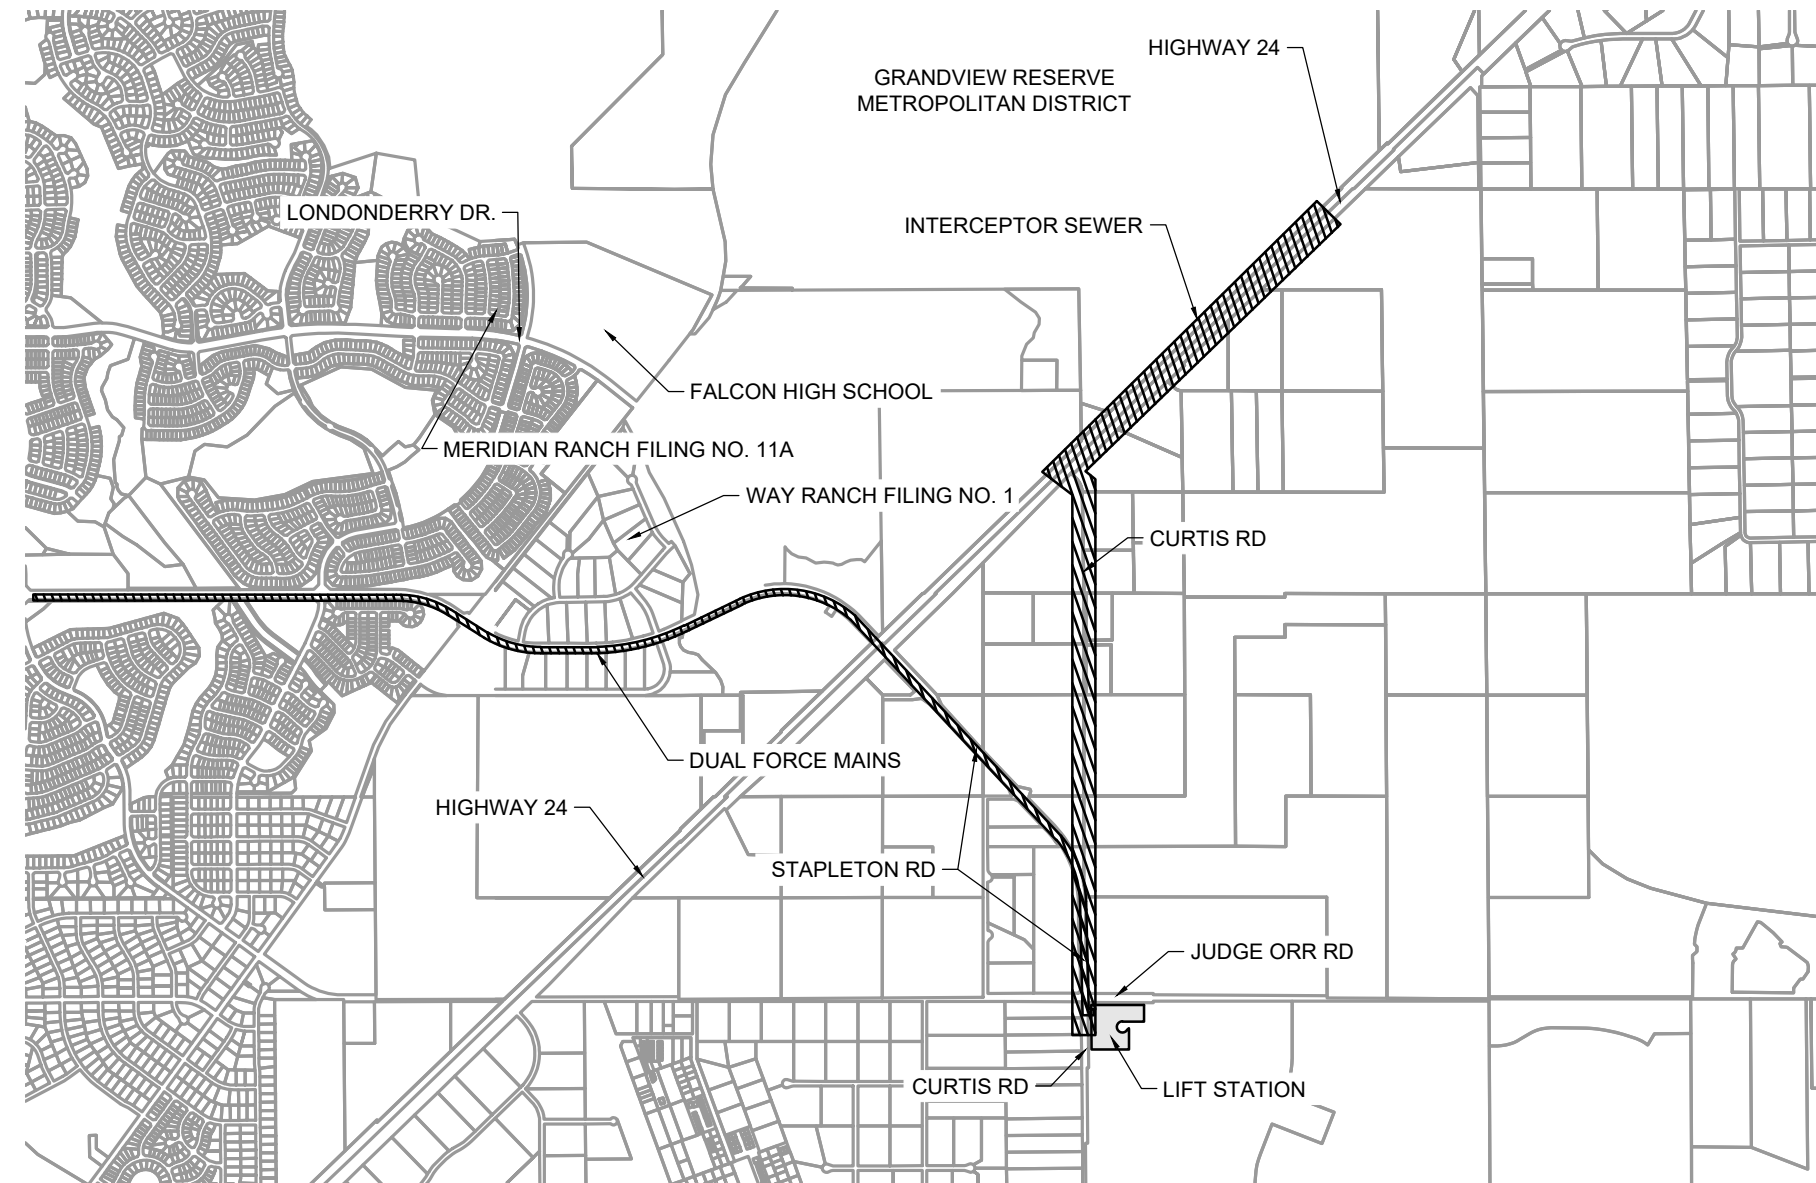 HIGHWAY 24
GRANDVIEW RESERVE
METROPOLITAN DISTRICT
LONDONDERRY DR.
INTERCEPTOR SEWER
FALCON HIGH SCHOOL
MERIDIAN RANCH FILING NO. 11A
WAY RANCH FILING NO. 1
CURTIS RD
DUAL FORCE MAINS
HIGHWAY 24
STAPLETON RD
JUDGE ORR RD
CURTIS RD
LIFT STATION